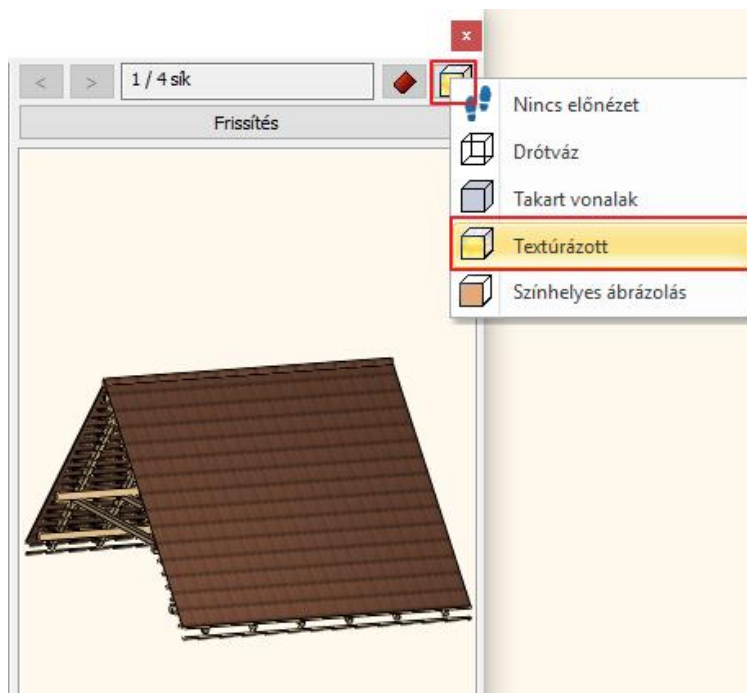 x
< > 1 / 4 sík
Frissítés
Nincs előnézet
Drótváz
Takart vonalak
Textúrázott
Színhelyes ábrázolás